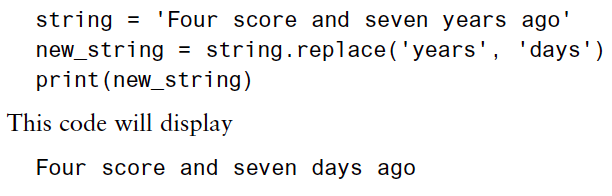 string = 'Four score and seven years ago'
new_string = string.replace('years', 'days')
print(new_string)
This code will display
Four score and seven days ago